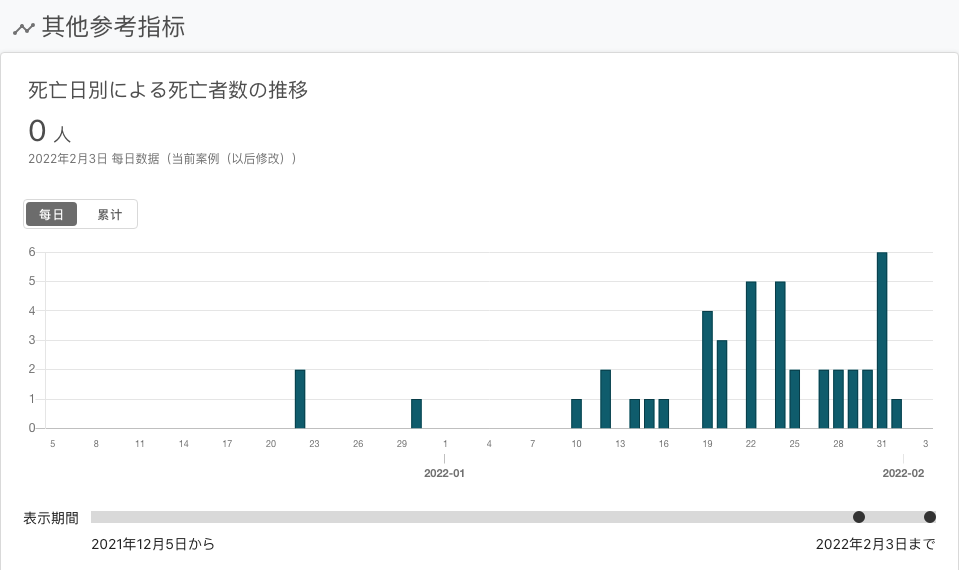 其他参考指标
死亡日別による死亡者数の推移
0 人
2022年2月3日 每日数据（当前案例（以后修改））
每日 累计
6
5
4
3
2
1
0
5 8 11 14 17 20 23 26 29 1 4 7 10 13 16 19 22 25 28 31 3
2022-01 2022-02
表示期間
2021年12月5日から 2022年2月3日まで